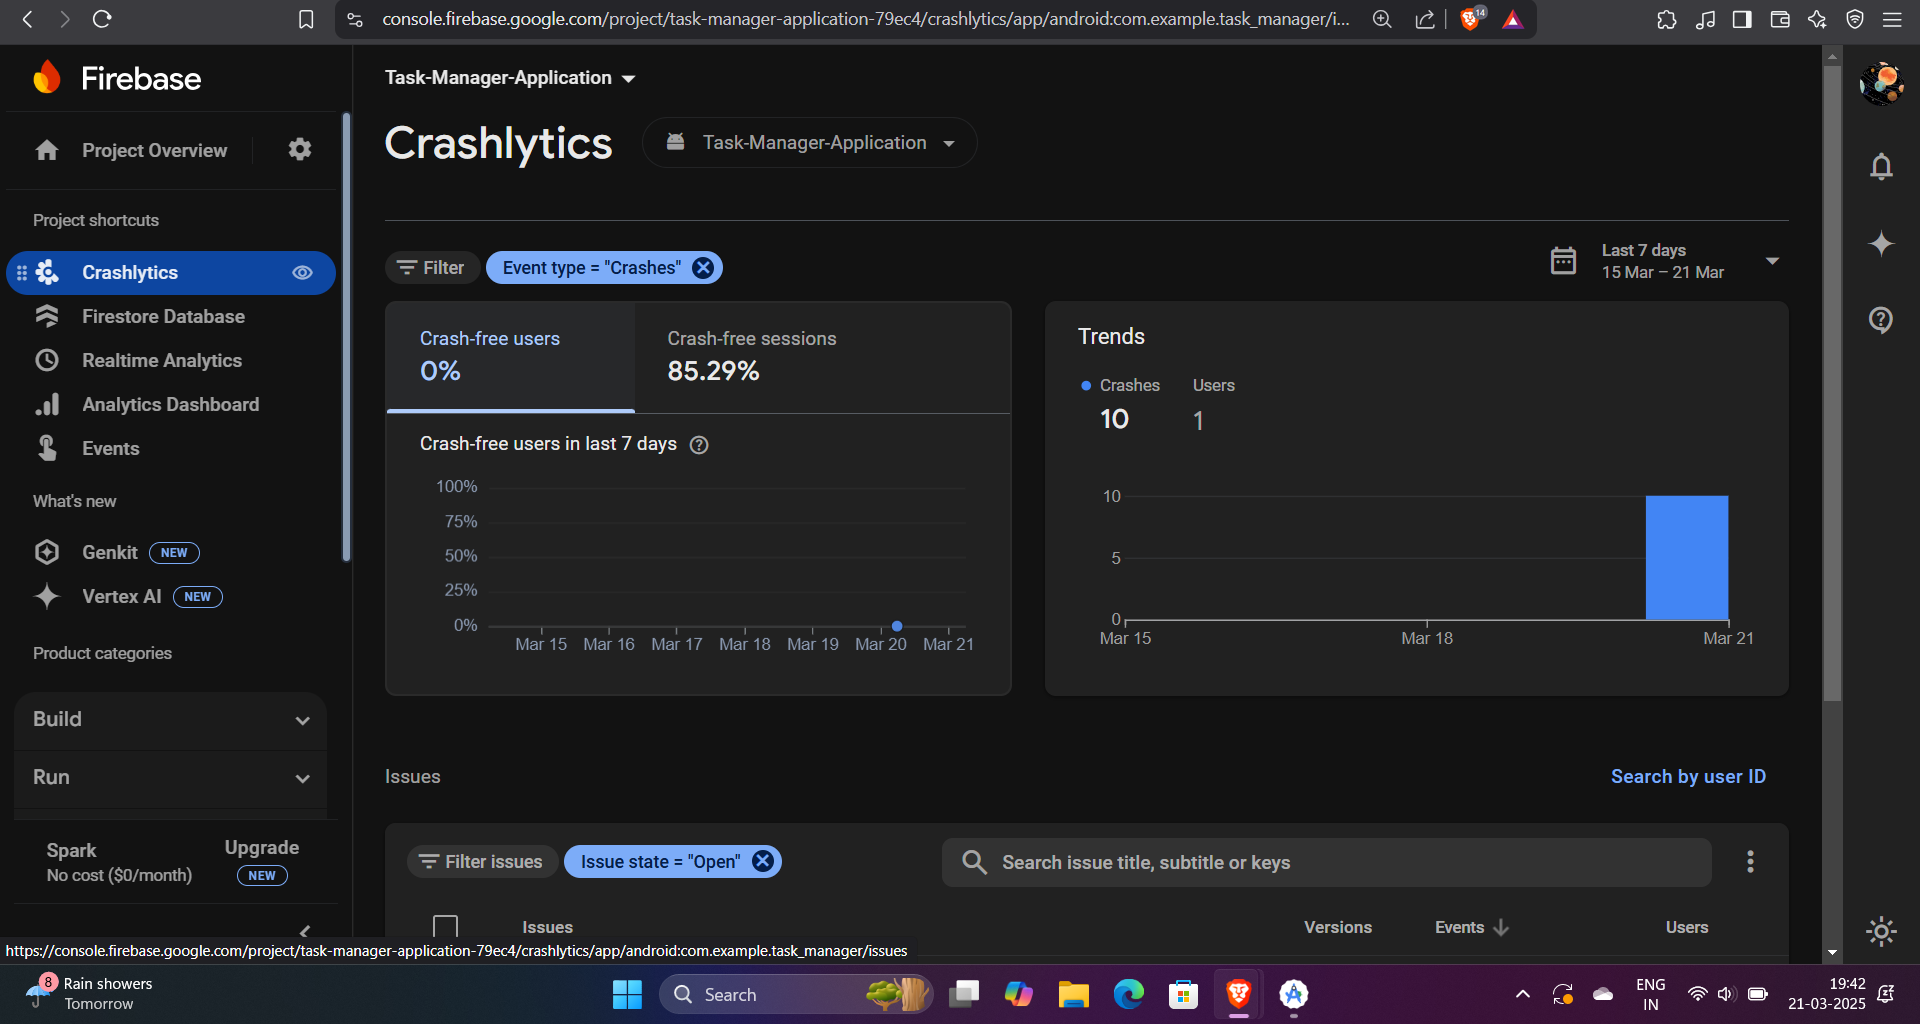 console.firebase.google.com/project/task-manager-application-79ec4/crashlytics/app/android:com.example.task_manager/i...
14
Firebase
Project Overview
Project shortcuts
Crashlytics
Firestore Database
Realtime Analytics
Analytics Dashboard
Events
What's new
Genkit NEW
Vertex AI NEW
Product categories
Build
Run
Spark
No cost ($0/month)
Upgrade
NEW
Task-Manager-Application
Crashlytics
Task-Manager-Application
Filter
Event type = "Crashes"
Last 7 days
15 Mar – 21 Mar
Crash-free users
0%
Crash-free sessions
85.29%
Crash-free users in last 7 days
100%
75%
50%
25%
0%
Mar 15 Mar 16 Mar 17 Mar 18 Mar 19 Mar 20 Mar 21
Trends
Crashes Users
10 1
10
5
0
Mar 15 Mar 18 Mar 21
Issues
Search by user ID
Filter issues
Issue state = "Open"
Search issue title, subtitle or keys
Issues Versions Events Users
https://console.firebase.google.com/project/task-manager-application-79ec4/crashlytics/app/android:com.example.task_manager/issues
8
Rain showers
Tomorrow
Search
ENG
IN
19:42
21-03-2025